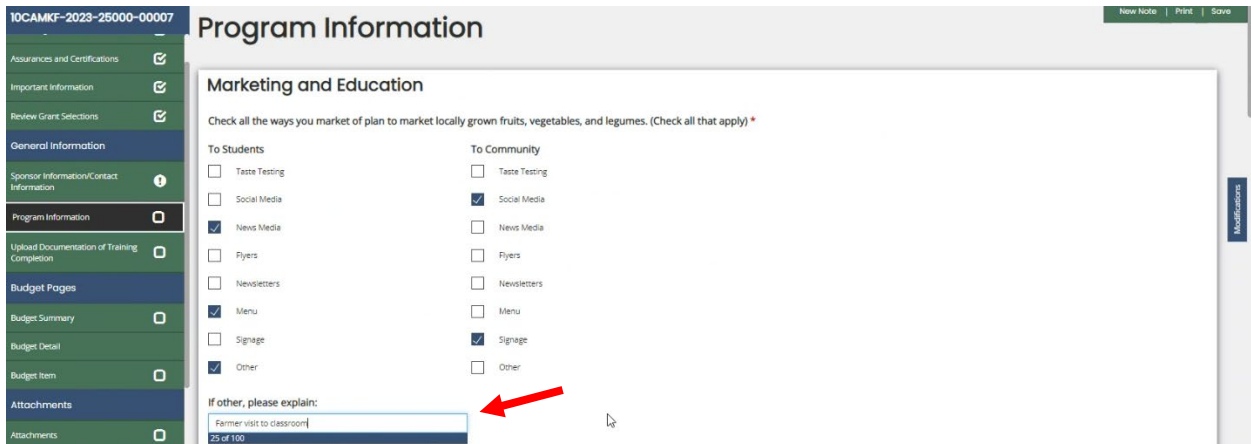 10CAMKF-2023-25000-00007
Assurances and Certifications
Important Information
Review Grant Selections
General Information
Sponsor Information/Contact
Information
Program Information
Upload Documentation of Training
Completion
Budget Pages
Budget Summary
Budget Detail
Budget Item
Attachments
Attachments
New Note | Print | Save
Program Information
Marketing and Education
Check all the ways you market of plan to market locally grown fruits, vegetables, and legumes. (Check all that apply) *
To Students
Taste Testing
Social Media
News Media
Flyers
Newsletters
Menu
Signage
Other
To Community
Taste Testing
Social Media
News Media
Flyers
Newsletters
Menu
Signage
Other
If other, please explain:
Farmer visit to classroom
25 of 100
Modifications